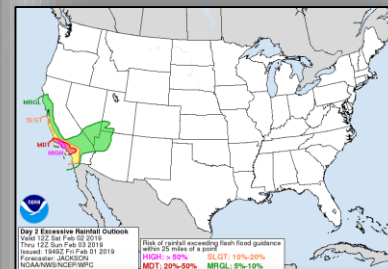 MRGL
SLGT
MDT
HIGH
NOAA
Day 2 Excessive Rainfall Outlook
Valid 12Z Sat Feb 02 2019
Thru 12Z Sun Feb 03 2019
Issued: 1949Z Fri Feb 01 2019
Forecaster: JACKSON
NOAA/NWS/NCEP/WPC
Risk of rainfall exceeding flash flood guidance
within 25 miles of a point
HIGH: > 50% SLGT: 10%-20%
MDT: 20%-50% MRGL: 5%-10%